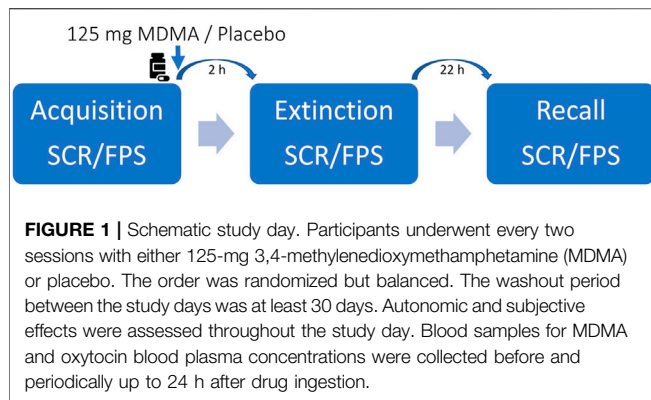 125 mg MDMA / Placebo
2 h
22 h
Acquisition
SCR/FPS
Extinction
SCR/FPS
Recall
SCR/FPS
FIGURE 1 | Schematic study day. Participants underwent every two
sessions with either 125-mg 3,4-methylenedioxymethamphetamine (MDMA)
or placebo. The order was randomized but balanced. The washout period
between the study days was at least 30 days. Autonomic and subjective
effects were assessed throughout the study day. Blood samples for MDMA
and oxytocin blood plasma concentrations were collected before and
periodically up to 24 h after drug ingestion.